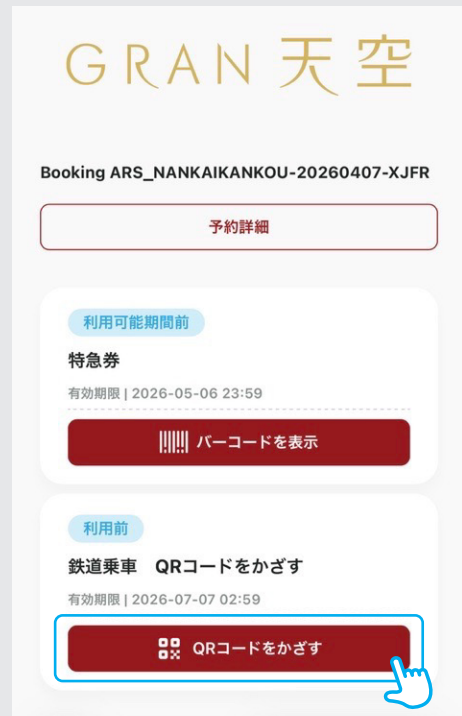 GRAN 天空
Booking ARS_NANKAIKANKOU-20260407-XJFR
予約詳細
利用可能期間前
特急券
有効期限 | 2026-05-06 23:59
バーコードを表示
利用前
鉄道乗車　QRコードをかざす
有効期限 | 2026-07-07 02:59
QRコードをかざす